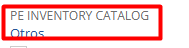 PE INVENTORY CATALOG
Otros